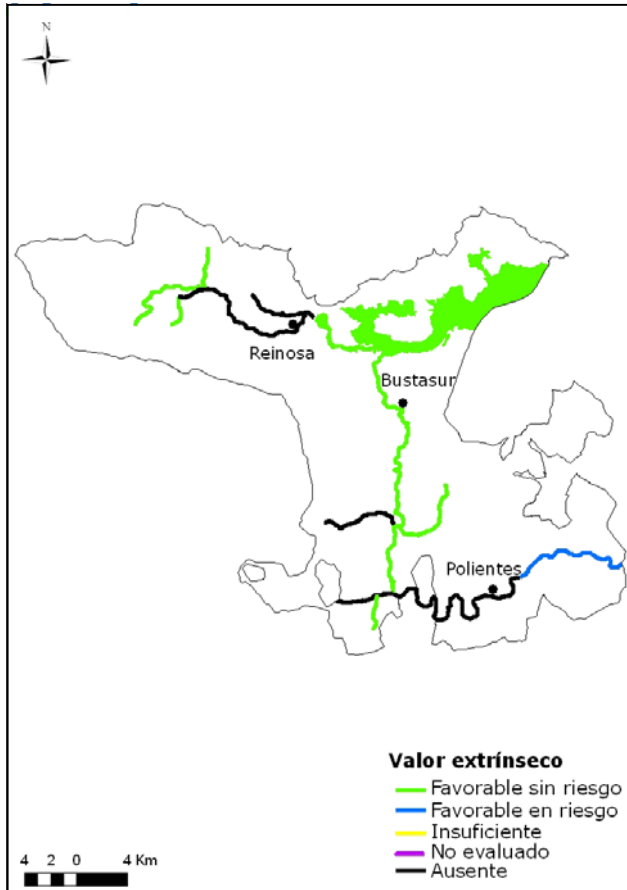 Reinosa
Bustasur
Polientes
Valor extrínseco
Favorable sin riesgo
Favorable en riesgo
Insuficiente
No evaluado
Ausente
4 2 0 4 Km